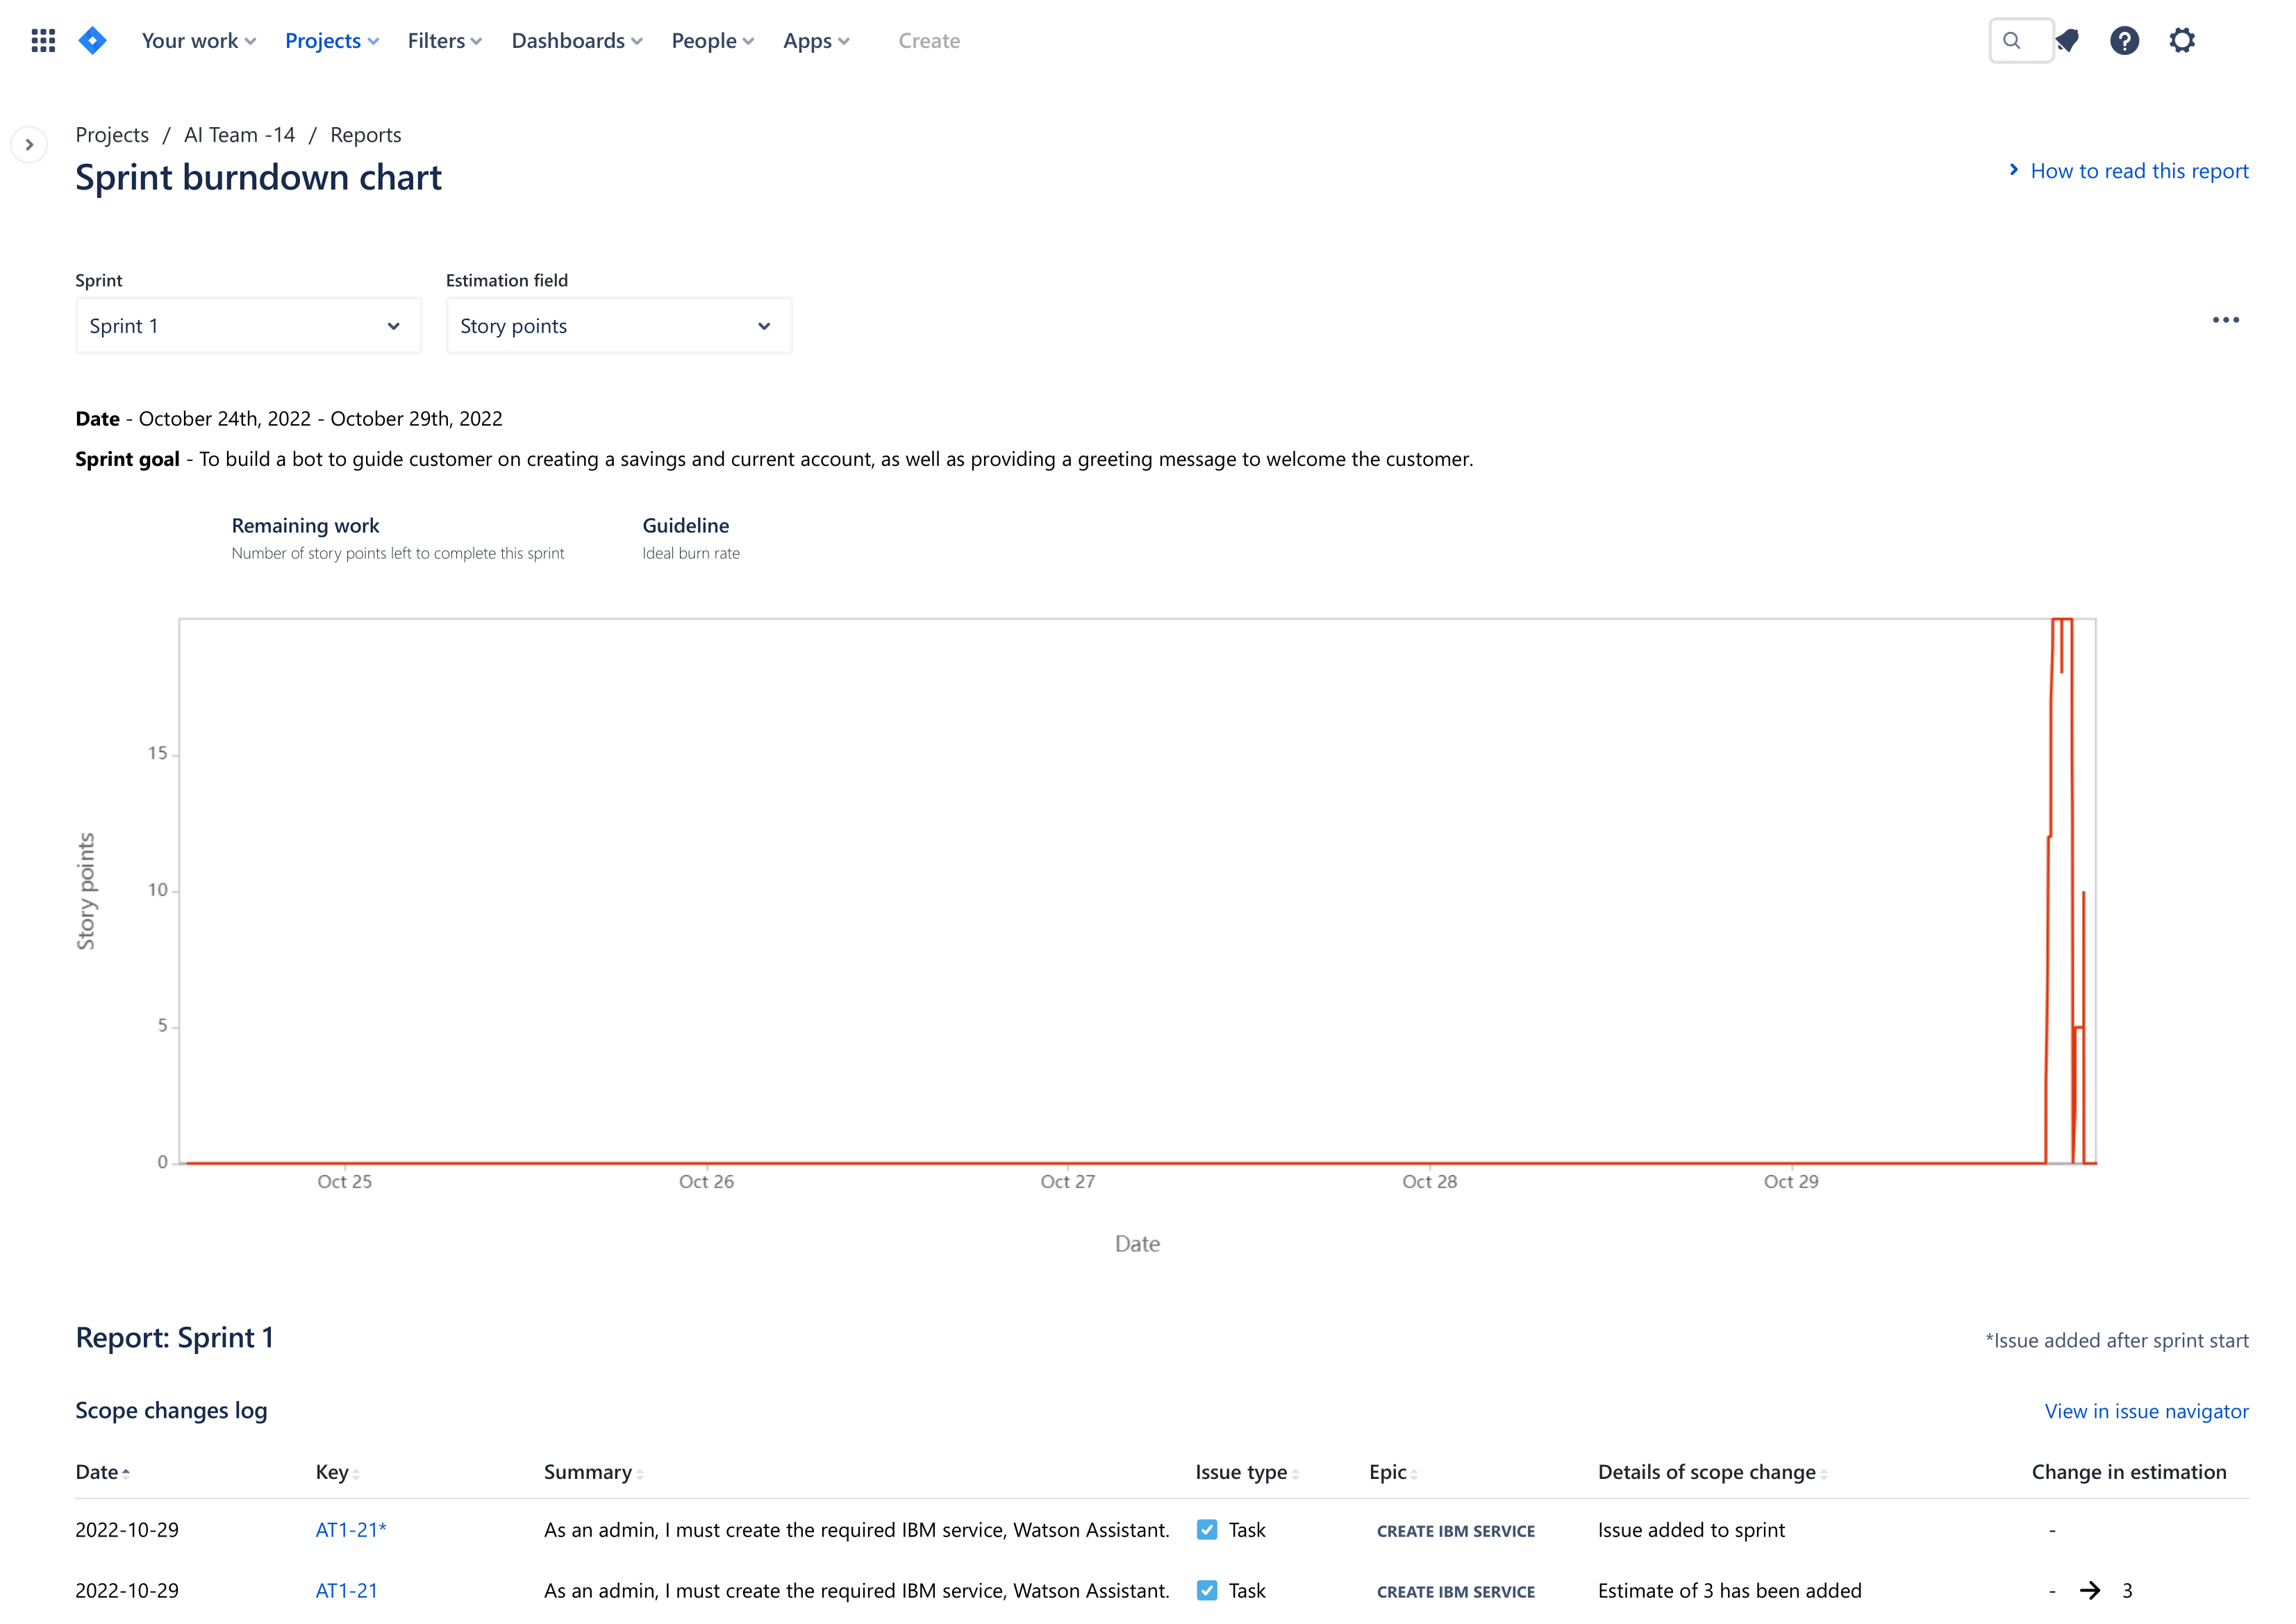 Your work Projects Filters Dashboards People Apps Create
Projects / AI Team -14 / Reports
Sprint burndown chart
How to read this report
Sprint Estimation field
Sprint 1 Story points
Date - October 24th, 2022 - October 29th, 2022
Sprint goal - To build a bot to guide customer on creating a savings and current account, as well as providing a greeting message to welcome the customer.
Remaining work Guideline
Number of story points left to complete this sprint Ideal burn rate
15
10
5
0
Story points
Oct 25 Oct 26 Oct 27 Oct 28 Oct 29
Date
Report: Sprint 1 *Issue added after sprint start
Scope changes log View in issue navigator
Date Key Summary Issue type Epic Details of scope change Change in estimation
2022-10-29 AT1-21* As an admin, I must create the required IBM service, Watson Assistant. Task CREATE IBM SERVICE Issue added to sprint -
2022-10-29 AT1-21 As an admin, I must create the required IBM service, Watson Assistant. Task CREATE IBM SERVICE Estimate of 3 has been added - → 3